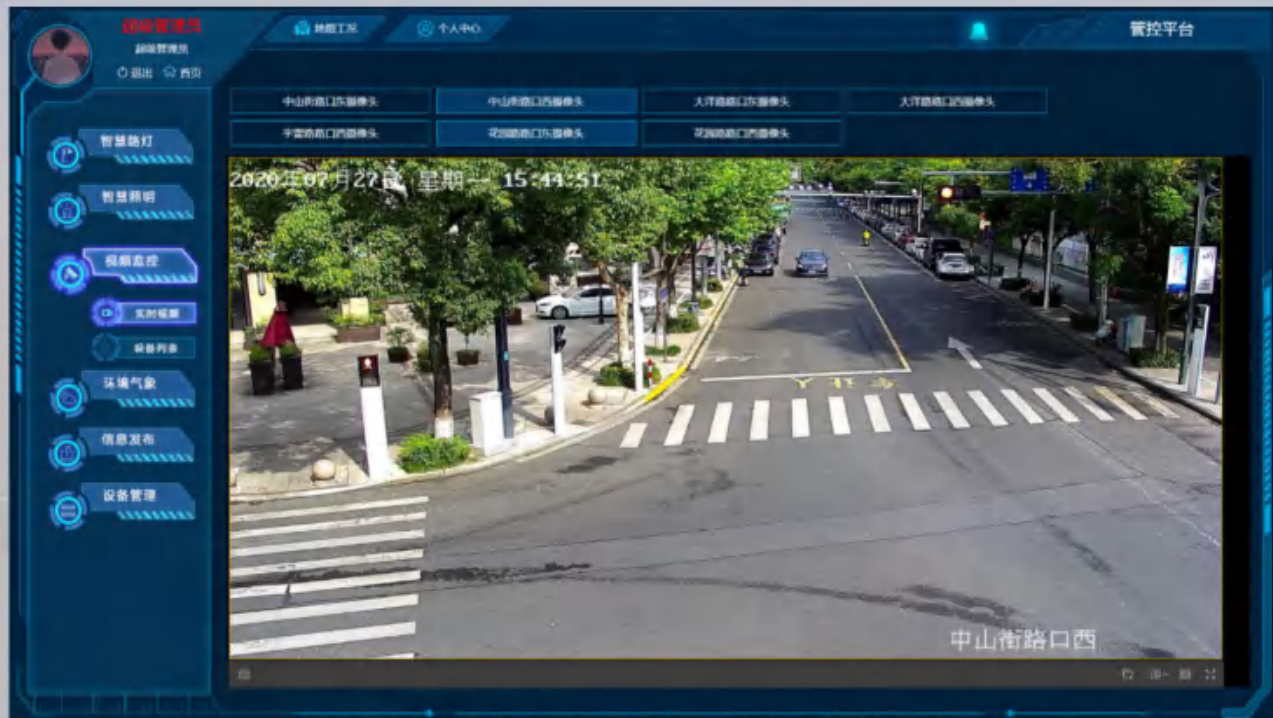 超级管理员
超级管理员
退出 首页
地图工况
个人中心
管控平台
中山街路口东摄像头
中山街路口西摄像头
大洋路路口东摄像头
大洋路路口西摄像头
宇雷路路口西摄像头
花园路路口东摄像头
花园路路口西摄像头
智慧路灯
智慧照明
视频监控
实时视频
设备列表
环境气象
信息发布
设备管理
2020年07月27日 星期一 15:44:51
车让人
中山街路口西